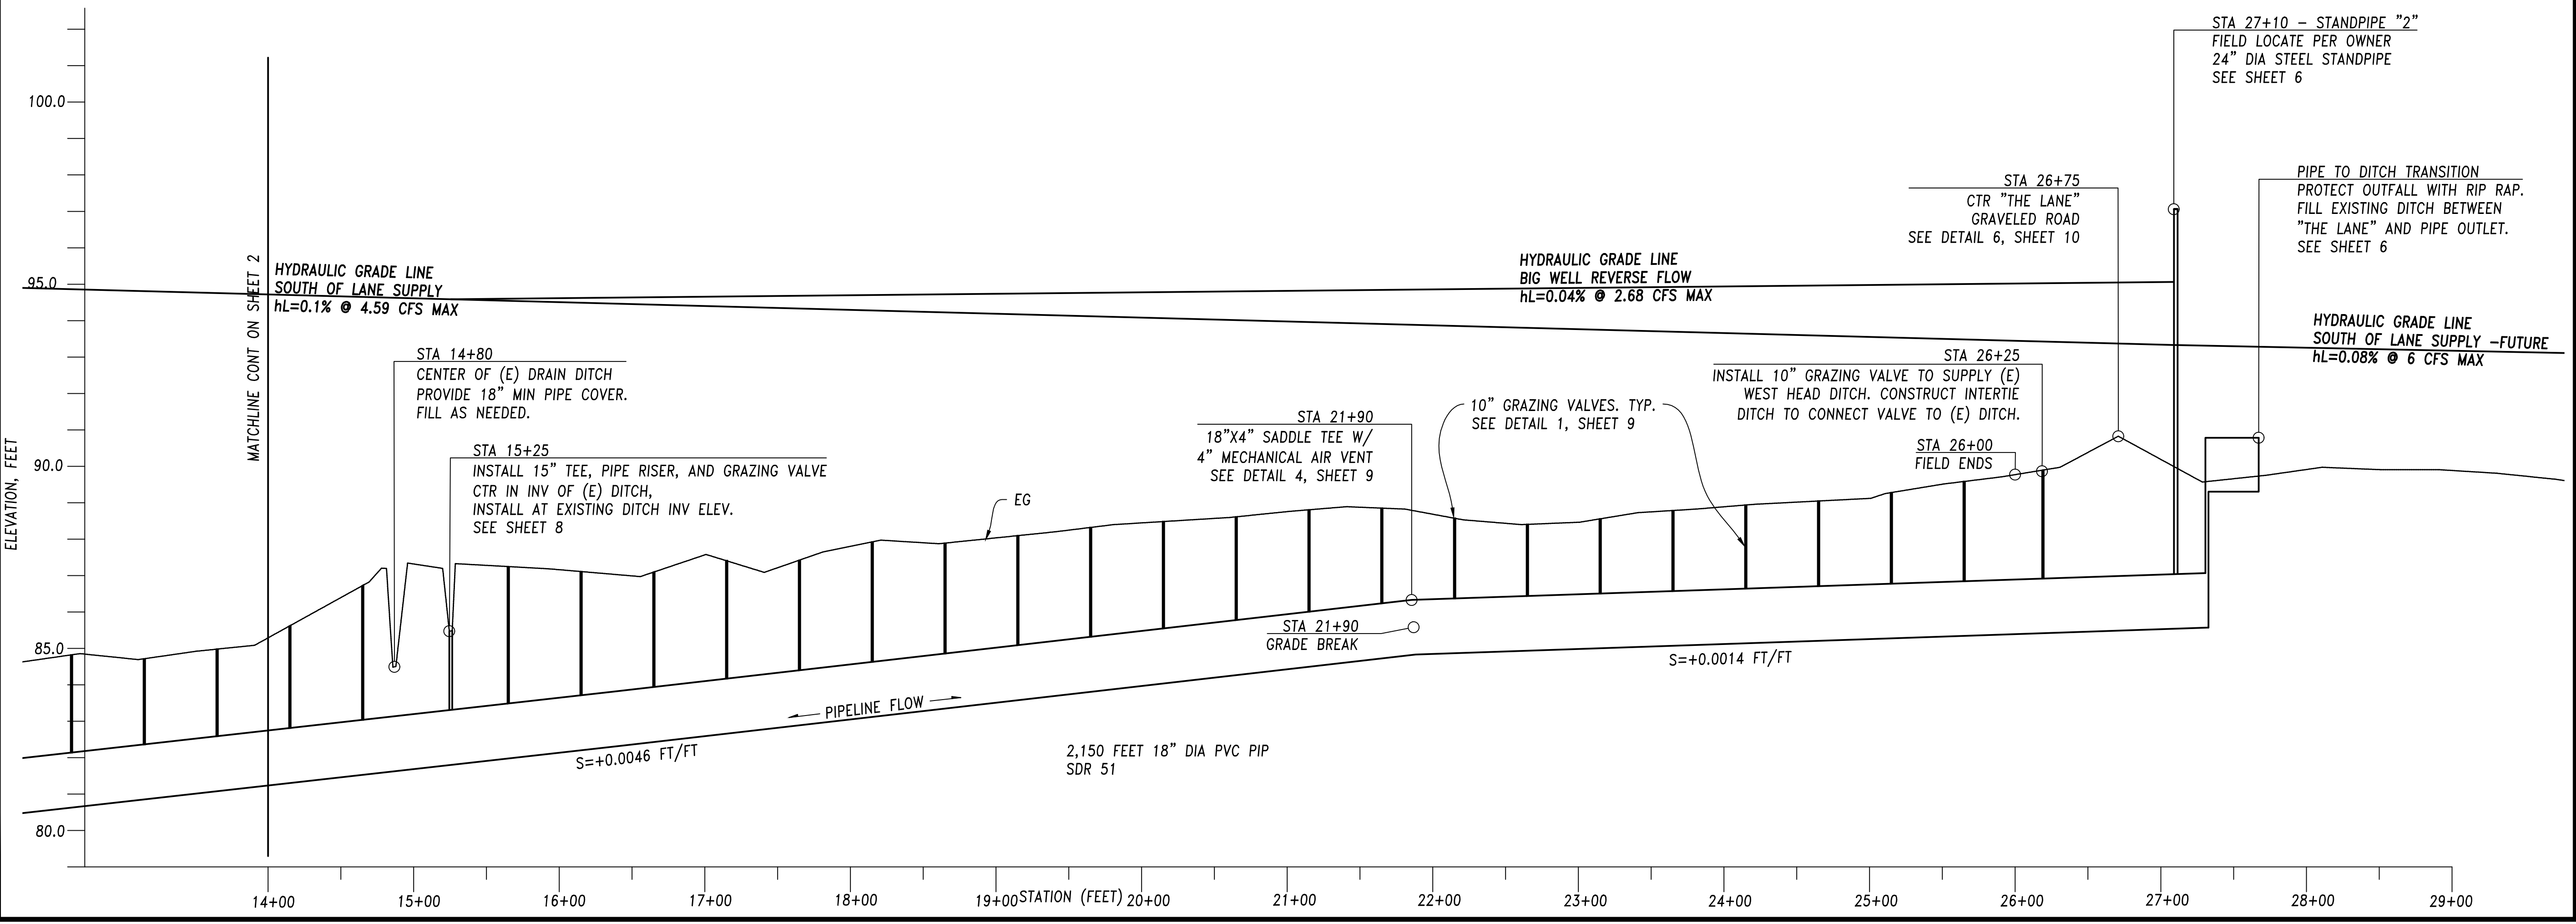 STA 27+10 - STANDPIPE "2"
FIELD LOCATE PER OWNER
24" DIA STEEL STANDPIPE
SEE SHEET 6
100.0
95.0
90.0
85.0
80.0
ELEVATION, FEET
MATCHLINE CONT ON SHEET 2
HYDRAULIC GRADE LINE
SOUTH OF LANE SUPPLY
hL=0.1% @ 4.59 CFS MAX
STA 14+80
CENTER OF (E) DRAIN DITCH
PROVIDE 18" MIN PIPE COVER.
FILL AS NEEDED.
STA 15+25
INSTALL 15" TEE, PIPE RISER, AND GRAZING VALVE
CTR IN INV OF (E) DITCH,
INSTALL AT EXISTING DITCH INV ELEV.
SEE SHEET 8
EG
STA 21+90
18"X4" SADDLE TEE W/
4" MECHANICAL AIR VENT
SEE DETAIL 4, SHEET 9
STA 21+90
GRADE BREAK
10" GRAZING VALVES. TYP.
SEE DETAIL 1, SHEET 9
HYDRAULIC GRADE LINE
BIG WELL REVERSE FLOW
hL=0.04% @ 2.68 CFS MAX
STA 26+75
CTR "THE LANE"
GRAVELED ROAD
SEE DETAIL 6, SHEET 10
PIPE TO DITCH TRANSITION
PROTECT OUTFALL WITH RIP RAP.
FILL EXISTING DITCH BETWEEN
"THE LANE" AND PIPE OUTLET.
SEE SHEET 6
HYDRAULIC GRADE LINE
SOUTH OF LANE SUPPLY -FUTURE
hL=0.08% @ 6 CFS MAX
STA 26+25
INSTALL 10" GRAZING VALVE TO SUPPLY (E)
WEST HEAD DITCH. CONSTRUCT INTERTIE
DITCH TO CONNECT VALVE TO (E) DITCH.
STA 26+00
FIELD ENDS
S=+0.0014 FT/FT
PIPELINE FLOW
S=+0.0046 FT/FT
2,150 FEET 18" DIA PVC PIP
SDR 51
14+00
15+00
16+00
17+00
18+00
19+00
STATION (FEET)
20+00
21+00
22+00
23+00
24+00
25+00
26+00
27+00
28+00
29+00